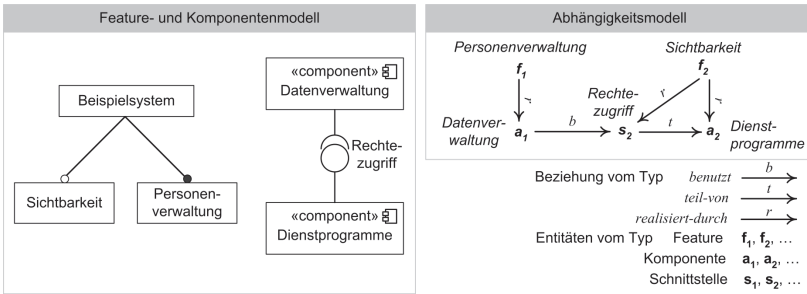 Feature- und Komponentenmodell
Beispielsystem
Sichtbarkeit
Personen-
verwaltung
«component»
Datenverwaltung
Rechte-
zugriff
«component»
Dienstprogramme
Abhängigkeitsmodell
Personenverwaltung
Sichtbarkeit
f1
f2
r
r
r
Rechte-
zugriff
Datenver-
waltung
a1
b
s2
t
a2
Dienst-
programme
Beziehung vom Typ benutzt b
teil-von t
realisiert-durch r
Entitäten vom Typ Feature f1, f2, …
Komponente a1, a2, …
Schnittstelle s1, s2, …